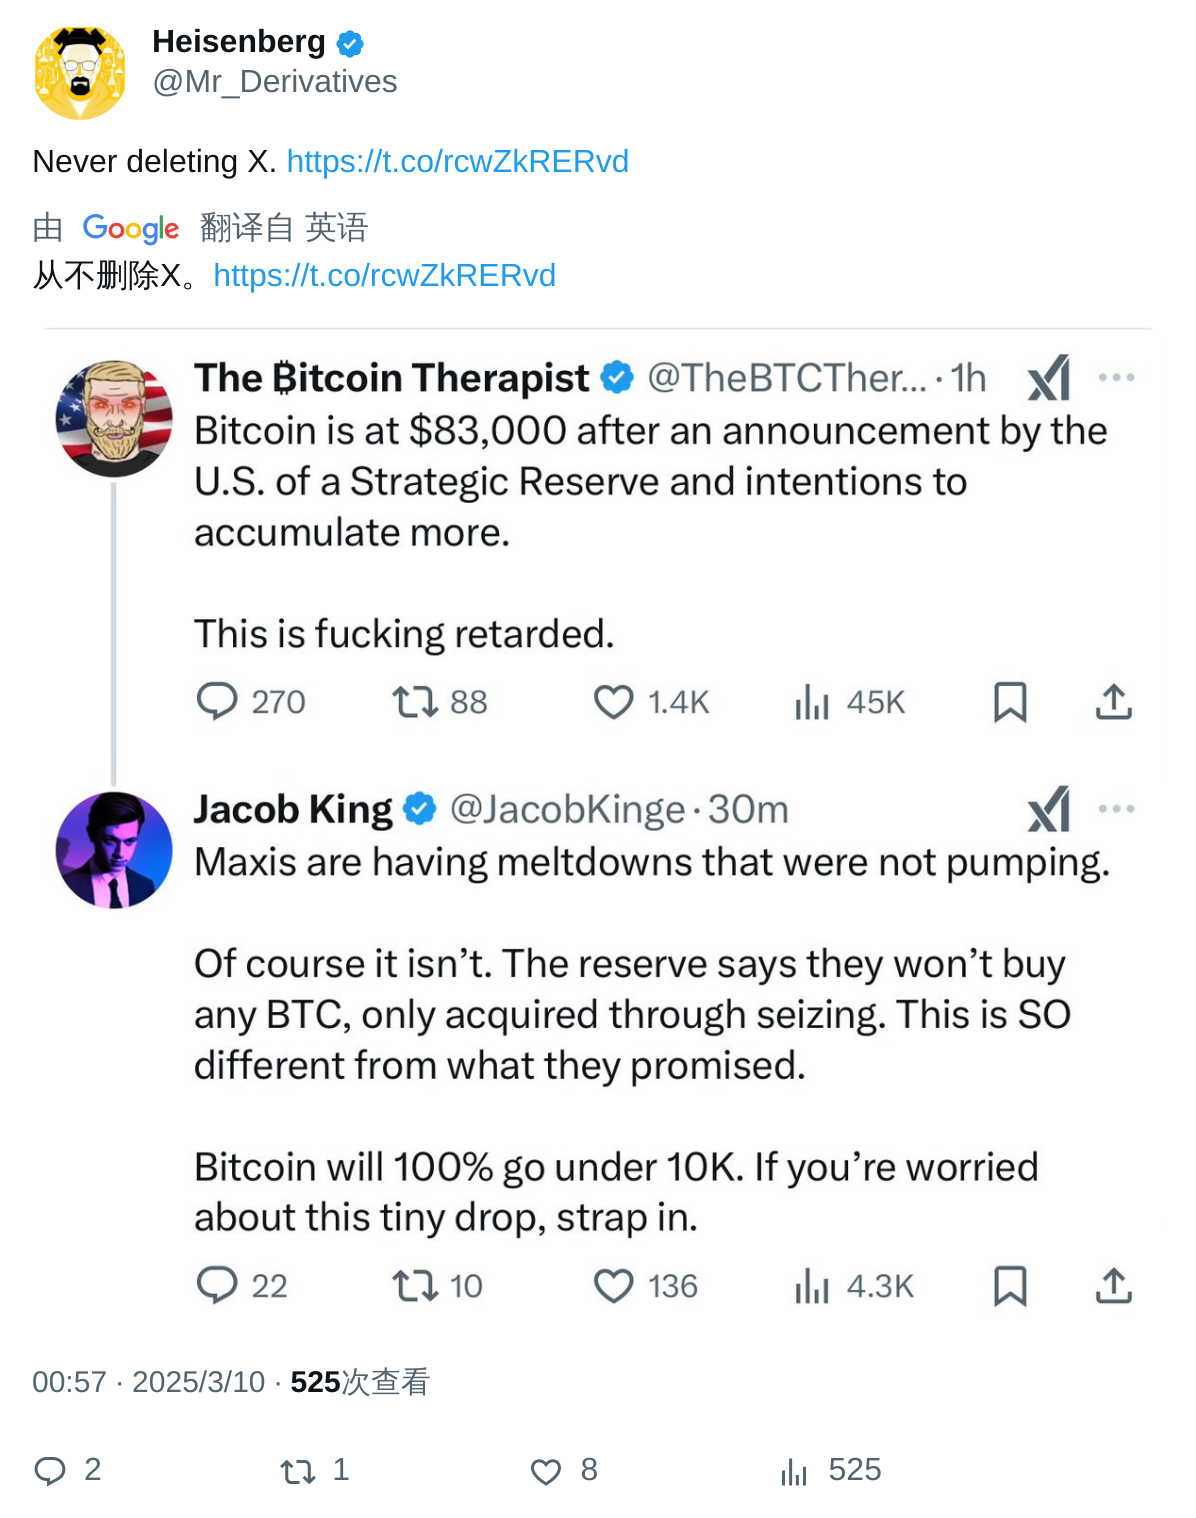 Heisenberg
@Mr_Derivatives
Never deleting X. https://t.co/rcwZkRERvd
由 Google 翻译自 英语
从不删除X。https://t.co/rcwZkRERvd
The ₿itcoin Therapist @TheBTCTher... · 1h
Bitcoin is at $83,000 after an announcement by the
U.S. of a Strategic Reserve and intentions to
accumulate more.
This is fucking retarded.
270 88 1.4K 45K
Jacob King @JacobKinge · 30m
Maxis are having meltdowns that were not pumping.
Of course it isn’t. The reserve says they won’t buy
any BTC, only acquired through seizing. This is SO
different from what they promised.
Bitcoin will 100% go under 10K. If you’re worried
about this tiny drop, strap in.
22 10 136 4.3K
00:57 · 2025/3/10 · 525次查看
2 1 8 525